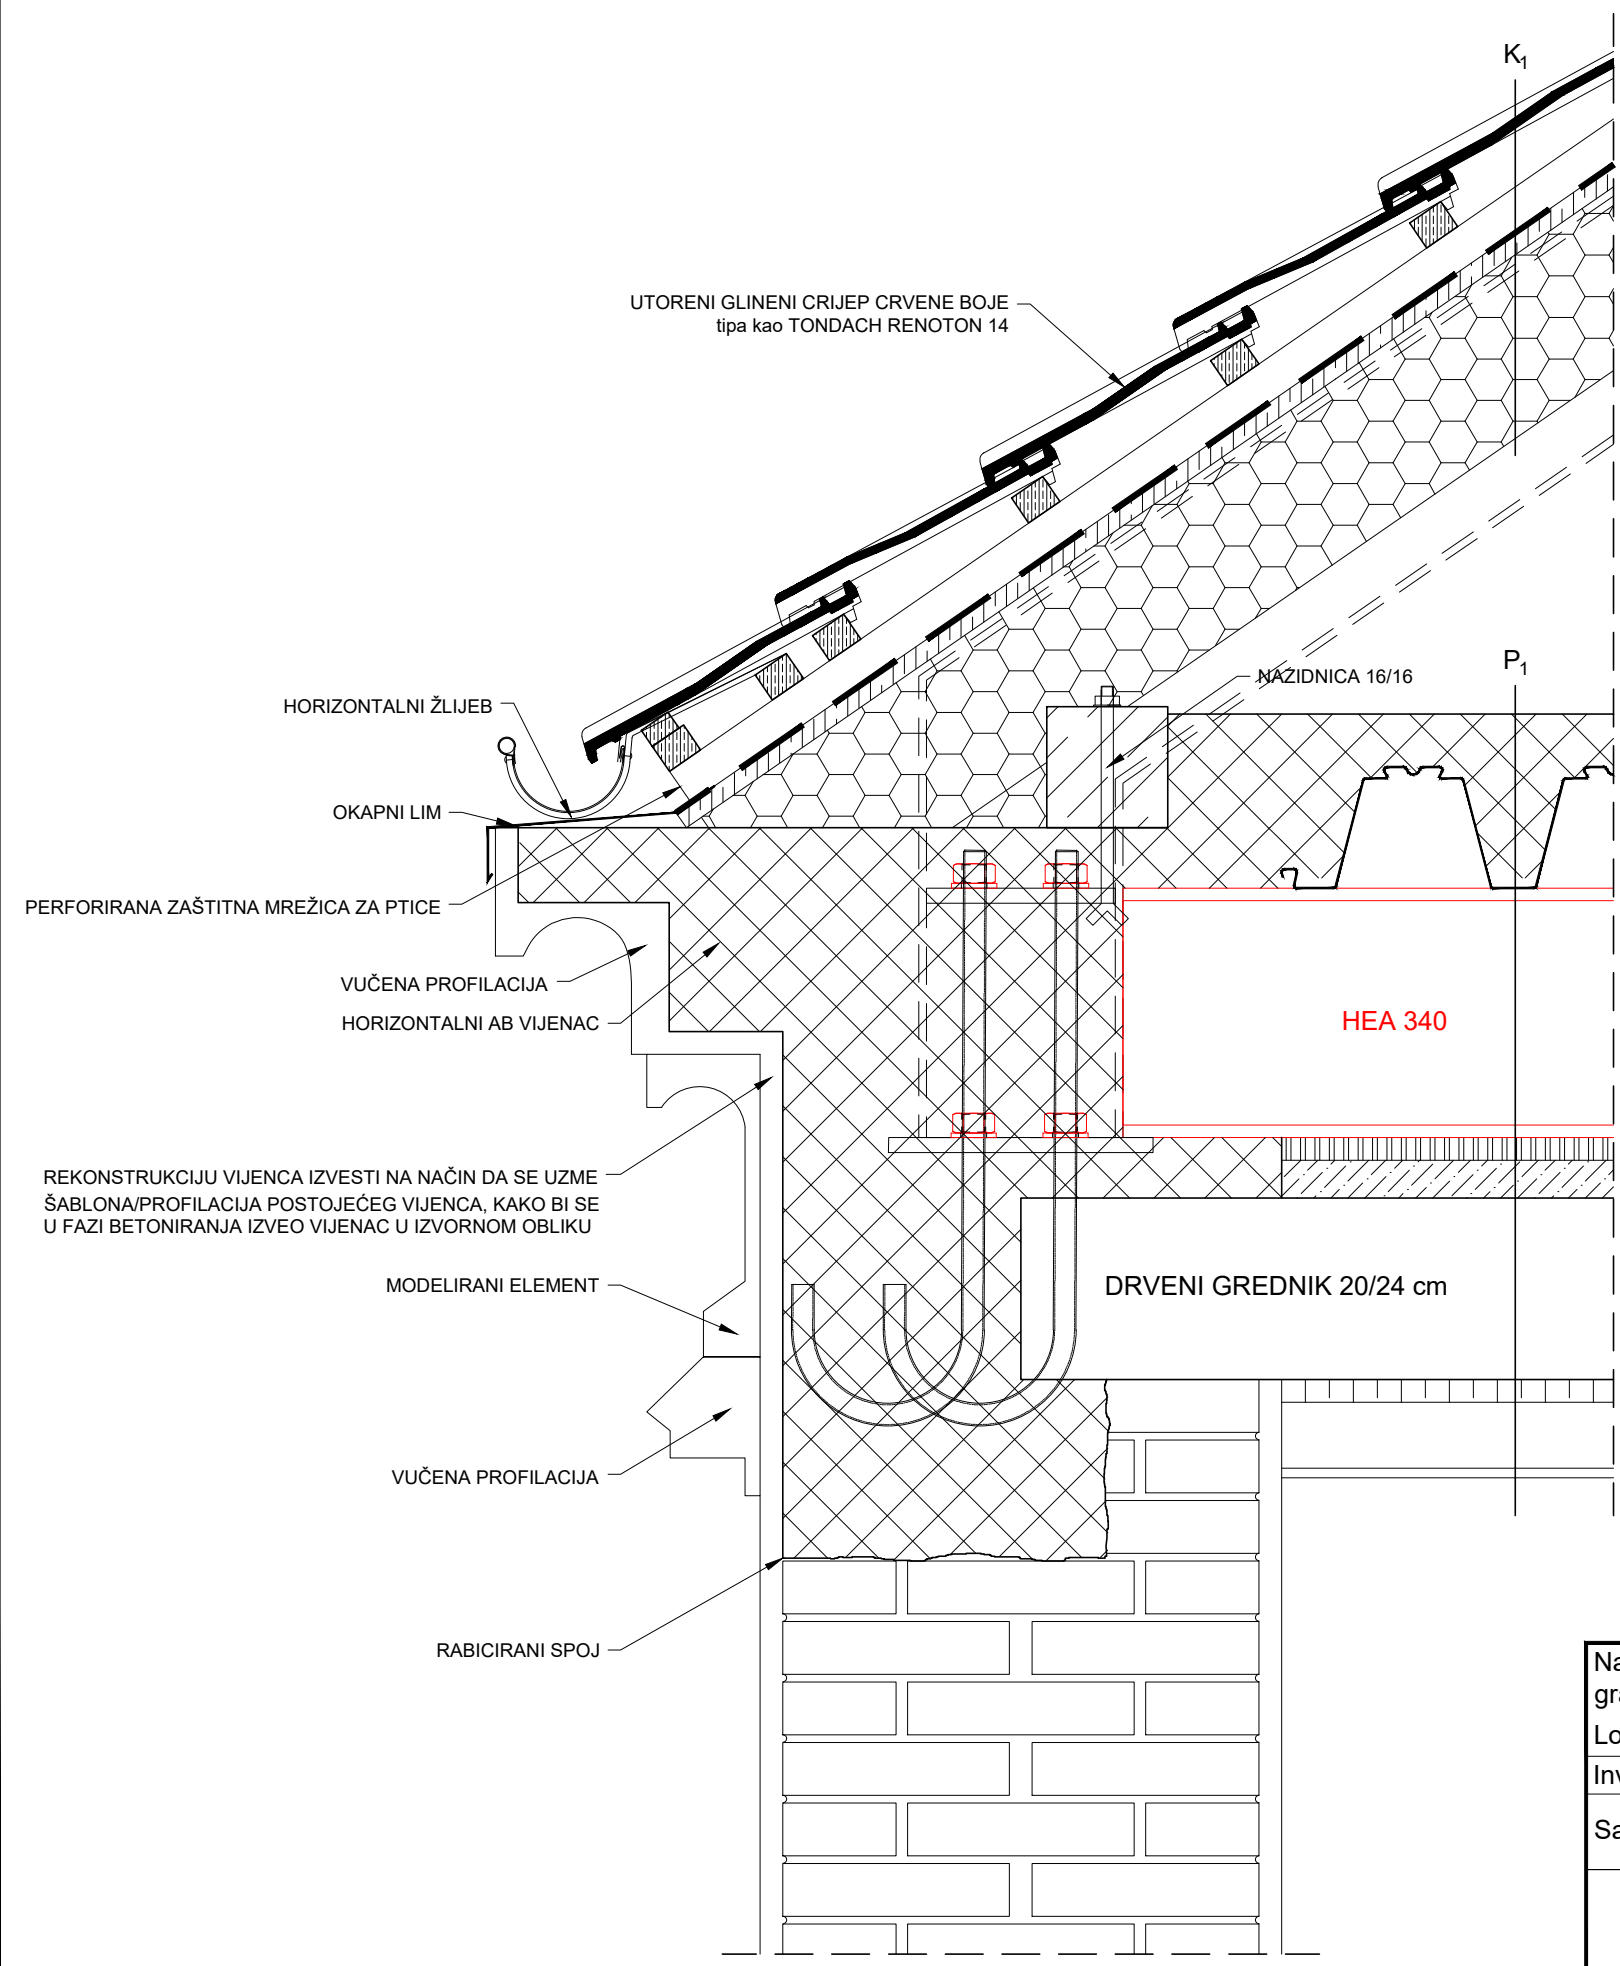 K1
UTORENI GLINENI CRIJEP CRVENE BOJE
tipa kao TONDACH RENOTON 14
P1
NAZIDNICA 16/16
HORIZONTALNI ŽLIJEB
OKAPNI LIM
PERFORIRANA ZAŠTITNA MREŽICA ZA PTICE
VUČENA PROFILACIJA
HORIZONTALNI AB VIJENAC
HEA 340
REKONSTRUKCIJU VIJENCA IZVESTI NA NAČIN DA SE UZME
ŠABLONA/PROFILACIJA POSTOJEĆEG VIJENCA, KAKO BI SE
U FAZI BETONIRANJA IZVEO VIJENAC U IZVORNOM OBLIKU
MODELIRANI ELEMENT
DRVENI GREDNIK 20/24 cm
VUČENA PROFILACIJA
RABICIRANI SPOJ